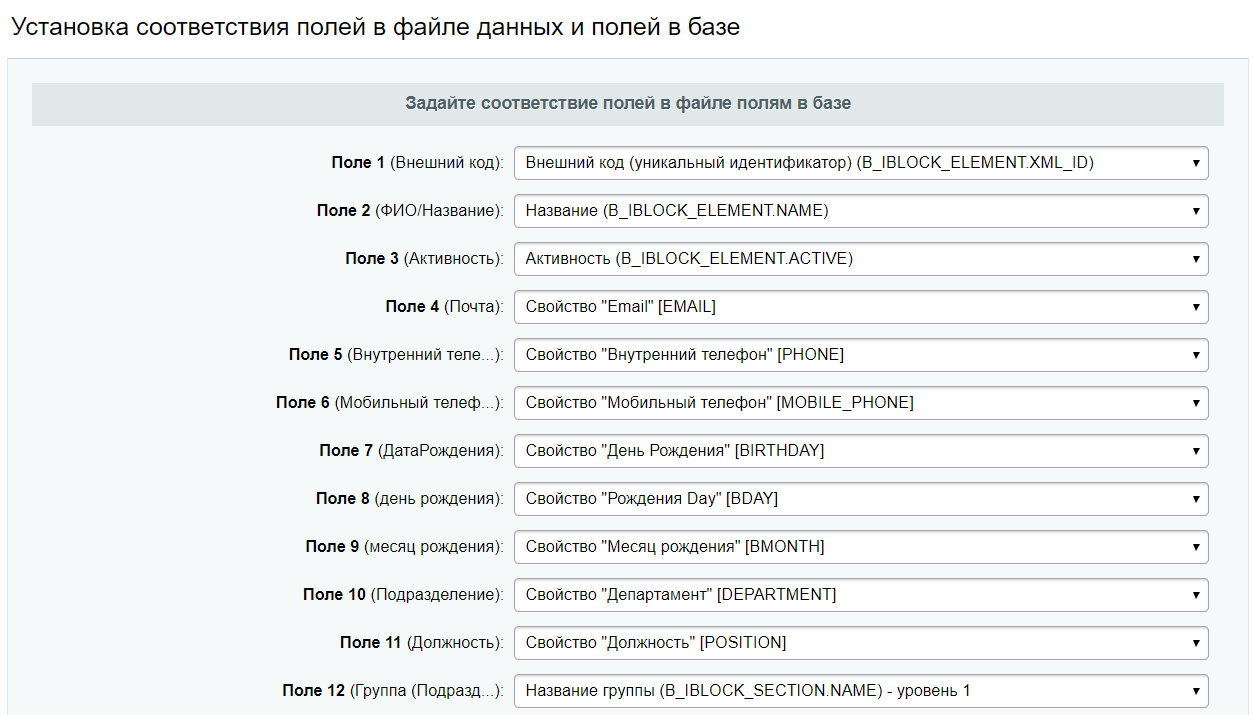 Установка соответствия полей в файле данных и полей в базе
Задайте соответствие полей в файле полям в базе
Поле 1 (Внешний код): Внешний код (уникальный идентификатор) (B_IBLOCK_ELEMENT.XML_ID)
Поле 2 (ФИО/Название): Название (B_IBLOCK_ELEMENT.NAME)
Поле 3 (Активность): Активность (B_IBLOCK_ELEMENT.ACTIVE)
Поле 4 (Почта): Свойство "Email" [EMAIL]
Поле 5 (Внутренний теле...): Свойство "Внутренний телефон" [PHONE]
Поле 6 (Мобильный телеф...): Свойство "Мобильный телефон" [MOBILE_PHONE]
Поле 7 (ДатаРождения): Свойство "День Рождения" [BIRTHDAY]
Поле 8 (день рождения): Свойство "Рождения Day" [BDAY]
Поле 9 (месяц рождения): Свойство "Месяц рождения" [BMONTH]
Поле 10 (Подразделение): Свойство "Департамент" [DEPARTMENT]
Поле 11 (Должность): Свойство "Должность" [POSITION]
Поле 12 (Группа (Подразд...): Название группы (B_IBLOCK_SECTION.NAME) - уровень 1